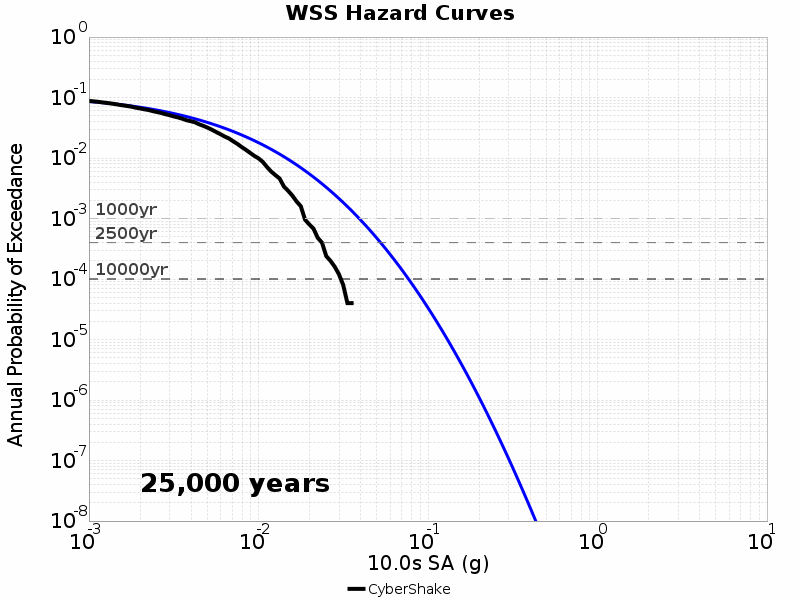 WSS Hazard Curves
Annual Probability of Exceedance
10^0
10^-1
10^-2
10^-3
10^-4
10^-5
10^-6
10^-7
10^-8
1000yr
2500yr
10000yr
25,000 years
10^-3 10^-2 10^-1 10^0 10^1
10.0s SA (g)
CyberShake